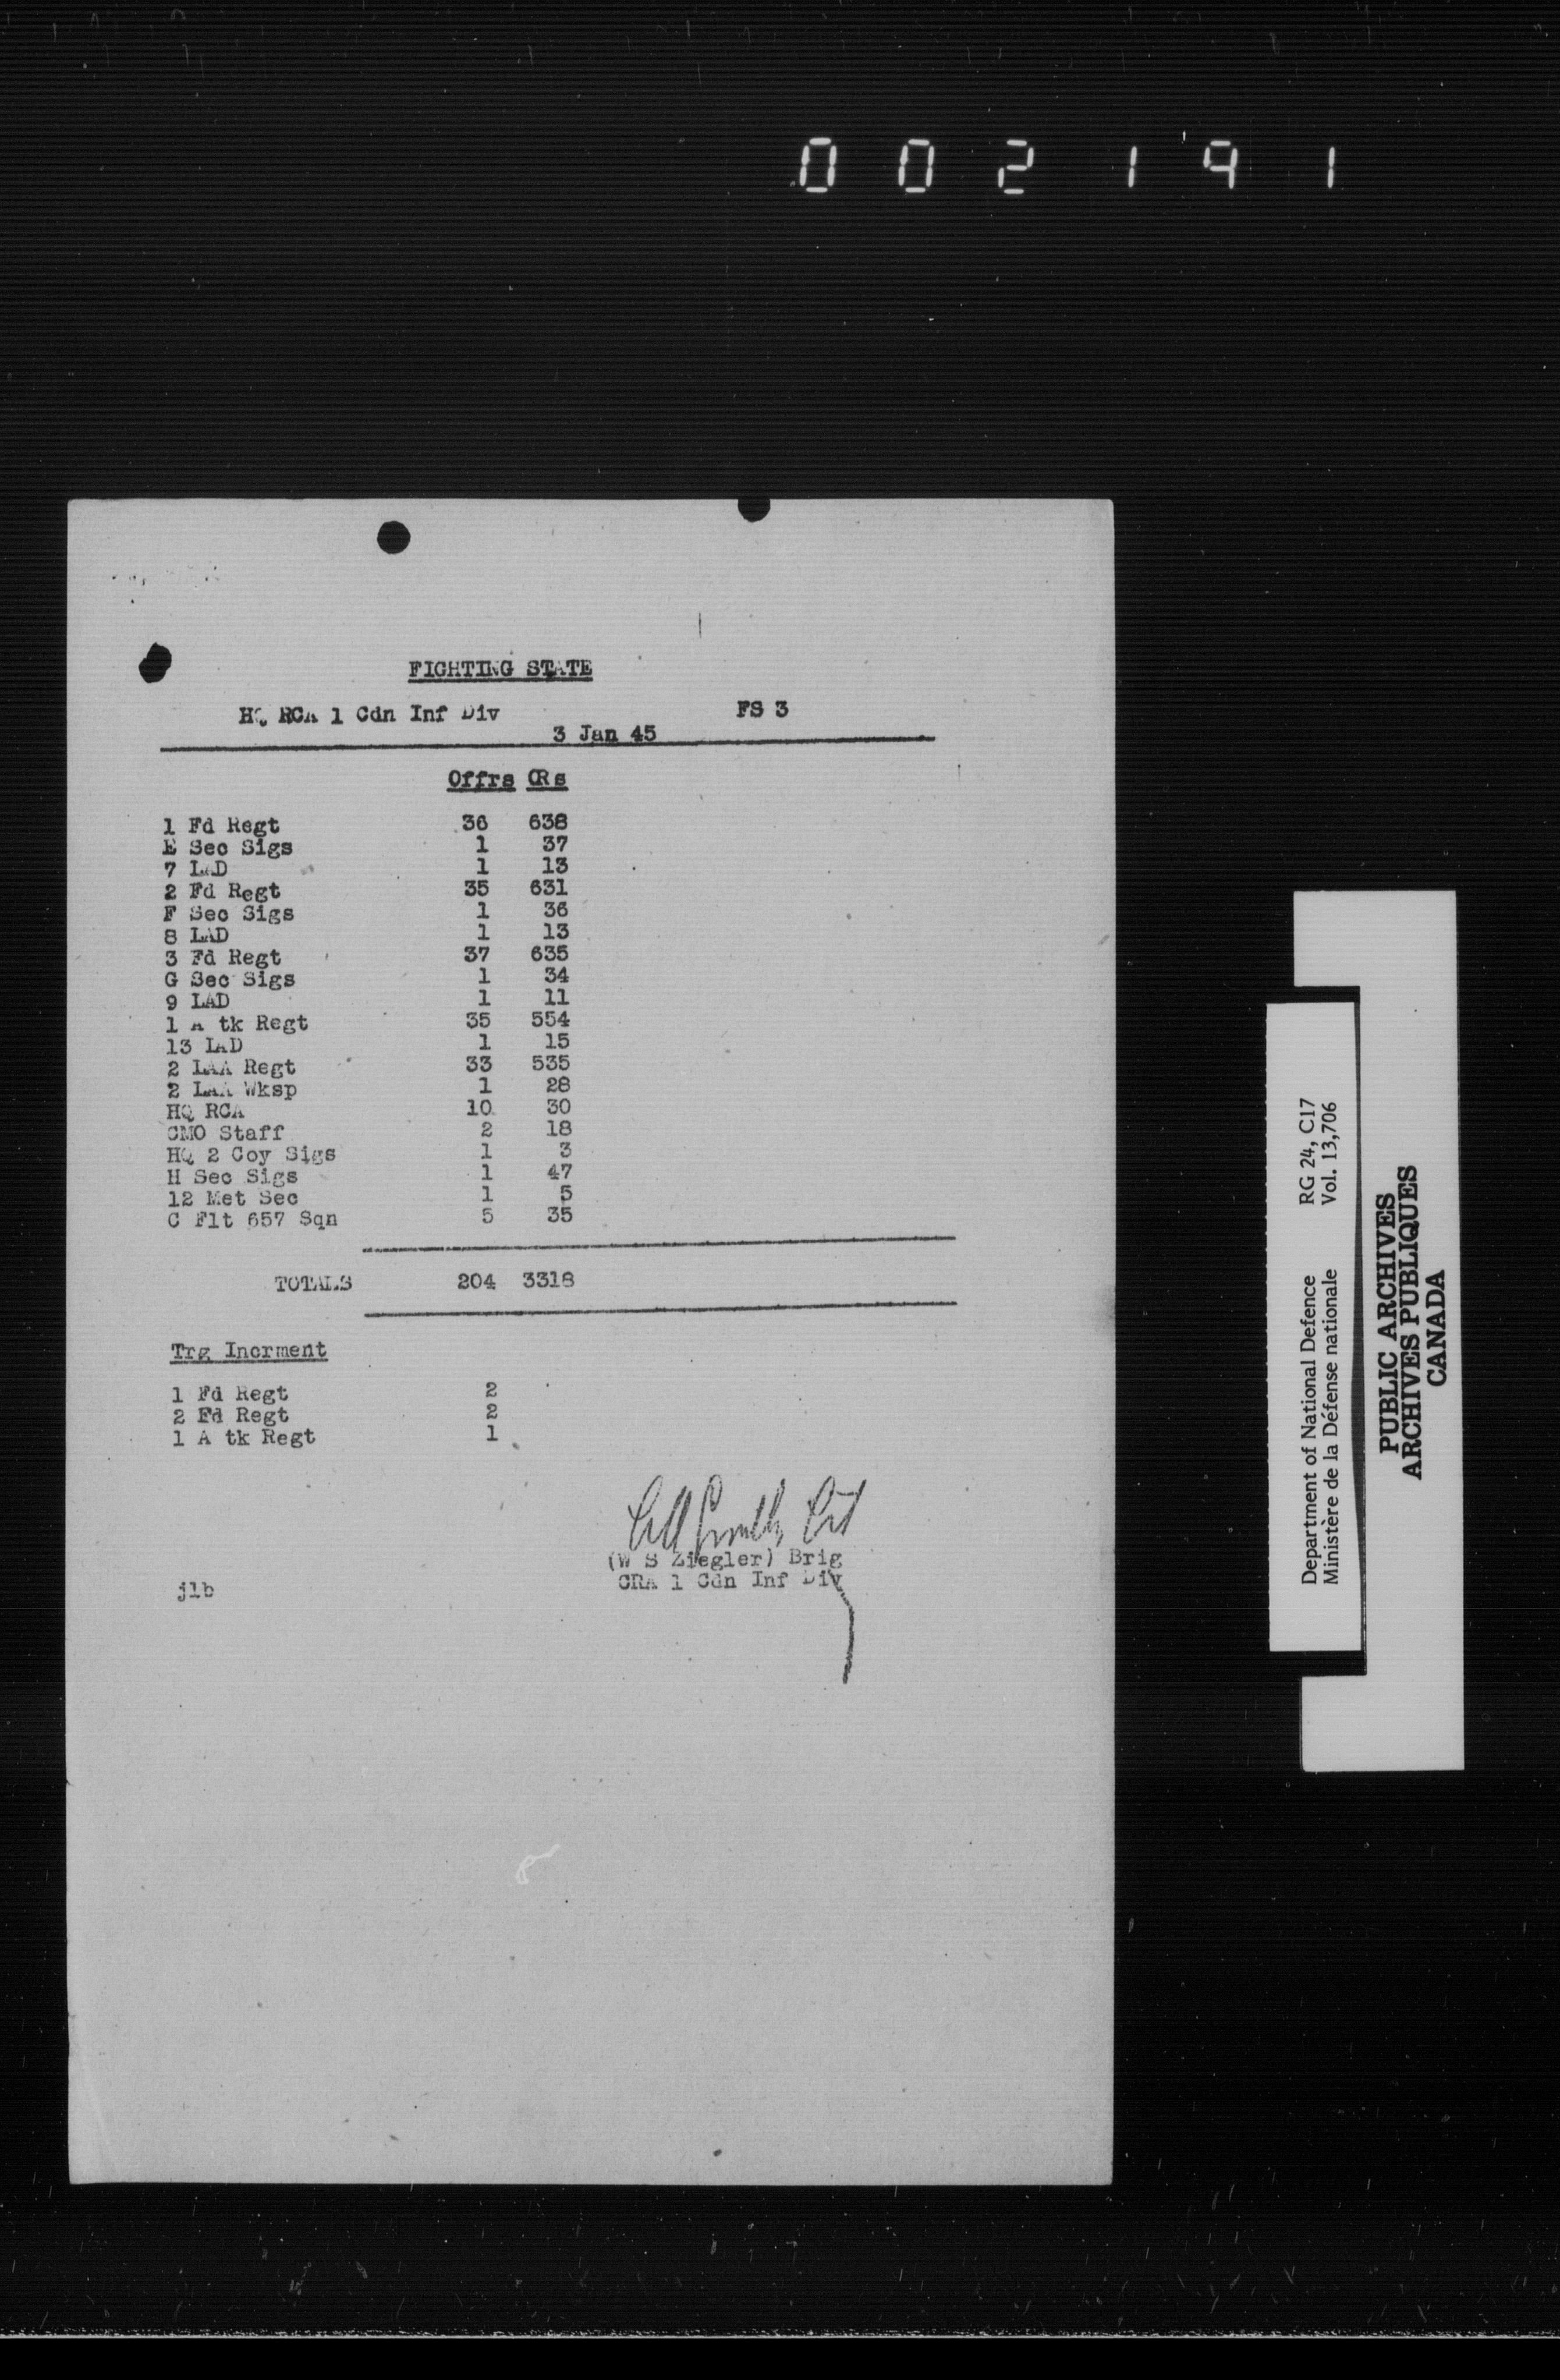 002191
FIGHTING STATE
HQ RCA 1 Cdn Inf Div FS 3
3 Jan 45
Offrs ORs
1 Fd Regt 36 638
E Sec Sigs 1 37
7 LAD 1 13
2 Fd Regt 35 631
F Sec Sigs 1 36
8 LAD 1 13
3 Fd Regt 37 635
G Sec Sigs 1 34
9 LAD 1 11
1 A tk Regt 35 554
13 LAD 1 15
2 LAA Regt 33 535
2 LAA Wksp 1 28
HQ RCA 10 30
CMO Staff 2 18
HQ 2 Coy Sigs 1 3
H Sec Sigs 1 47
12 Met Sec 1 5
C Flt 657 Sqn 5 35
TOTALS 204 3318
Trg Incrment
1 Fd Regt 2
2 Fd Regt 2
1 A tk Regt 1
(W S Ziegler) Brig
CRA 1 Cdn Inf Div
jlb
Department of National Defence RG 24, C17
Ministère de la Défense nationale Vol. 13,706
PUBLIC ARCHIVES
ARCHIVES PUBLIQUES
CANADA